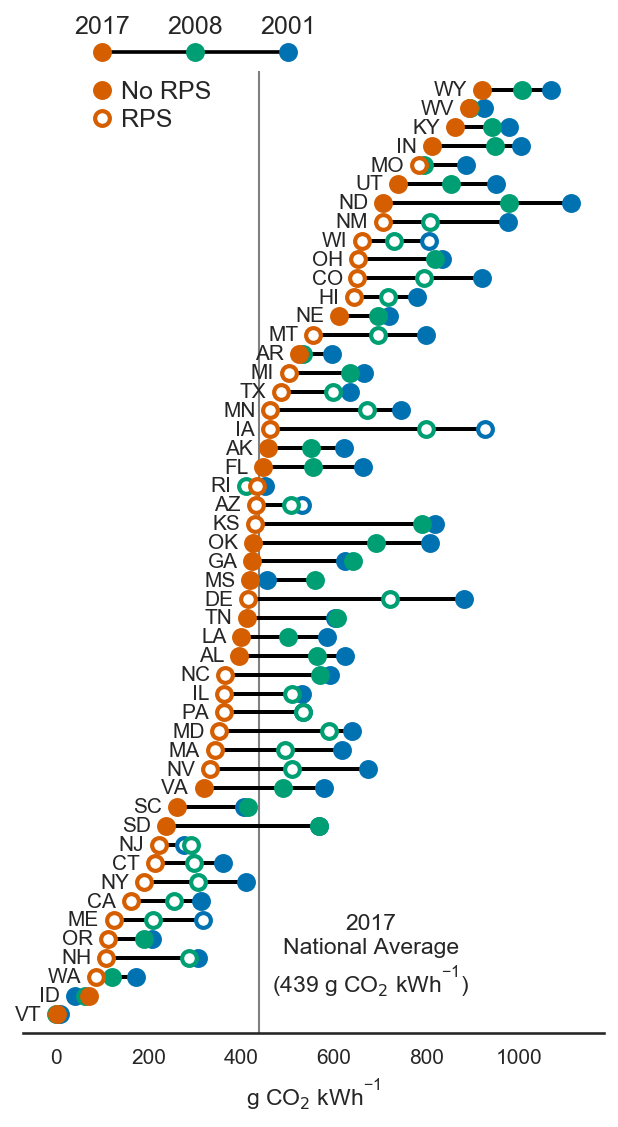 2017 2008 2001
No RPS
RPS
WY
WV
KY
IN
MO
UT
ND
NM
WI
OH
CO
HI
NE
MT
AR
MI
TX
MN
IA
AK
FL
RI
AZ
KS
OK
GA
MS
DE
TN
LA
AL
NC
IL
PA
MD
MA
NV
VA
SC
SD
NJ
CT
NY
CA
ME
OR
NH
WA
ID
VT
2017
National Average
(439 g CO₂ kWh⁻¹)
0 200 400 600 800 1000
g CO₂ kWh⁻¹